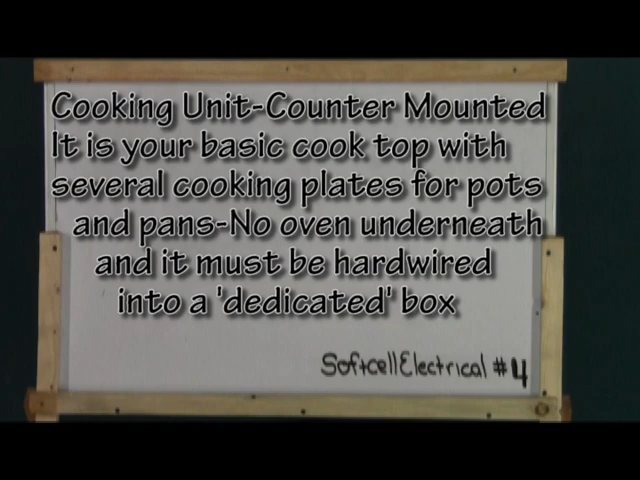 Cooking Unit-Counter Mounted
It is your basic cook top with
several cooking plates for pots
and pans-No oven underneath
and it must be hardwired
into a 'dedicated' box
SoftcellElectrical #4